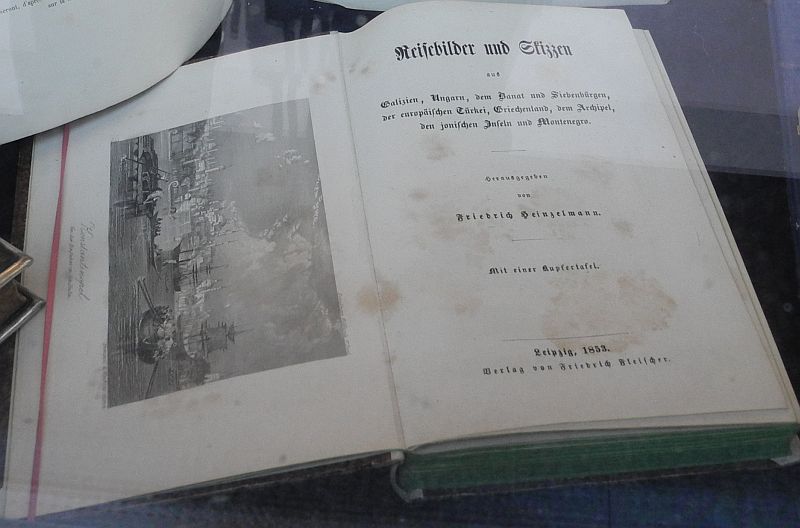 Reisebilder und Skizzen
aus
Galizien, Ungarn, dem Banat und Siebenbürgen,
der europäischen Türkei, Griechenland, dem Archipel,
den jonischen Inseln und Montenegro.
Herausgegeben
von
Friedrich Heinzelmann.
Mit einer Kupfertafel.
Leipzig, 1853.
Verlag von Friedrich Fleischer.
Constantinopel